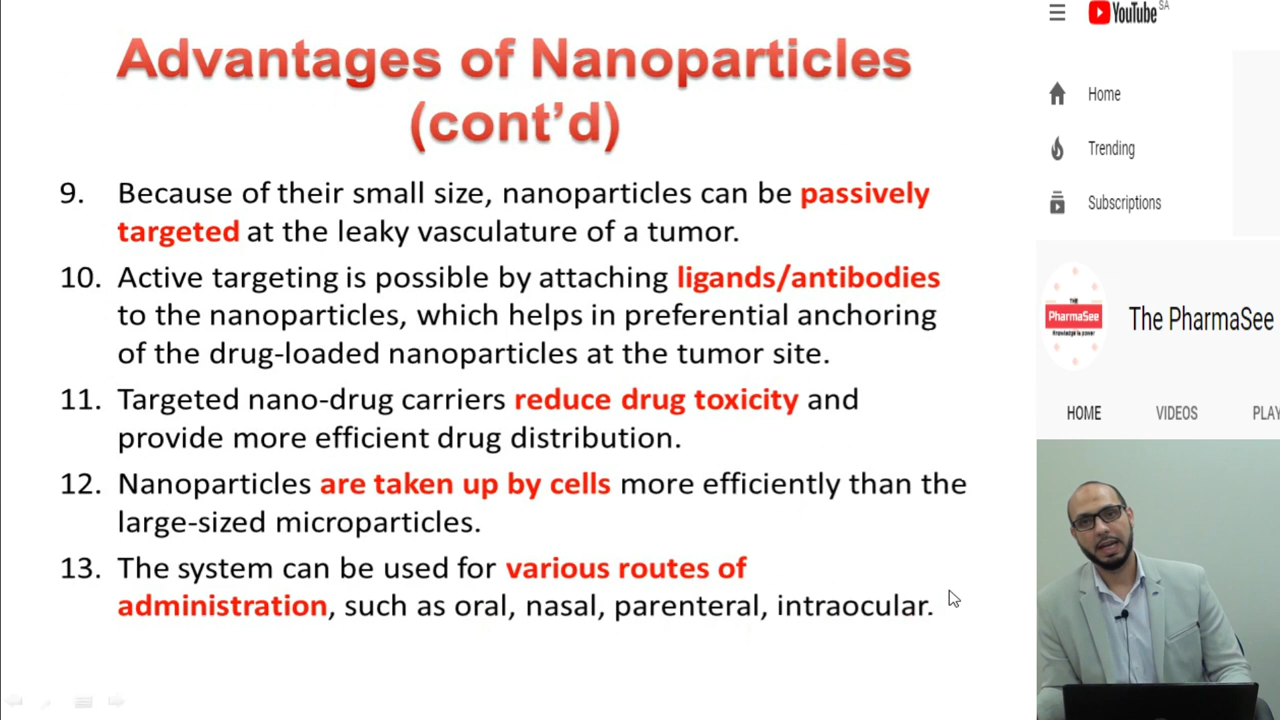 Advantages of Nanoparticles
(cont’d)
9. Because of their small size, nanoparticles can be passively
targeted at the leaky vasculature of a tumor.
10. Active targeting is possible by attaching ligands/antibodies
to the nanoparticles, which helps in preferential anchoring
of the drug-loaded nanoparticles at the tumor site.
11. Targeted nano-drug carriers reduce drug toxicity and
provide more efficient drug distribution.
12. Nanoparticles are taken up by cells more efficiently than the
large-sized microparticles.
13. The system can be used for various routes of
administration, such as oral, nasal, parenteral, intraocular.
YouTube SA
Home
Trending
Subscriptions
THE
PharmaSee
Knowledge is power
The PharmaSee
HOME VIDEOS PLAY